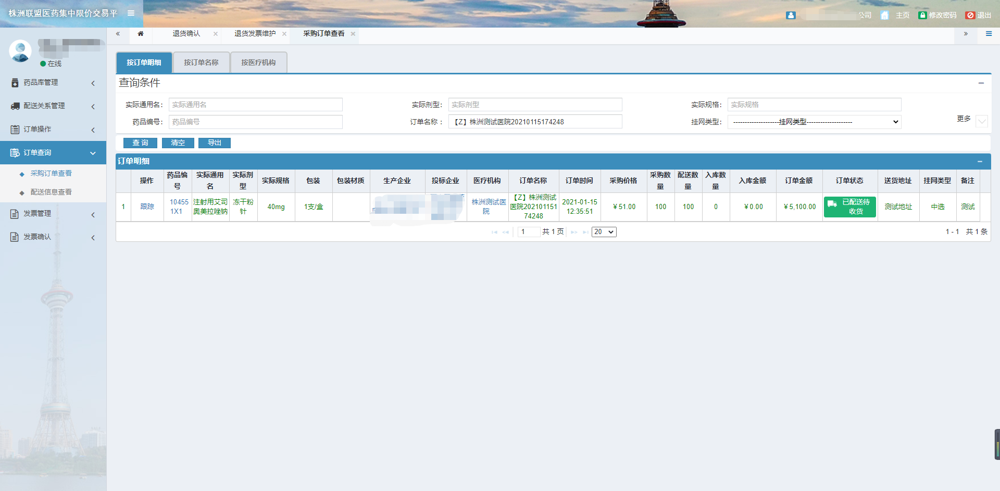 株洲联盟医药集中限价交易平
公司 主页 修改密码 退出
退货确认 退货发票维护 采购订单查看
在线
药品库管理
配送关系管理
订单操作
订单查询
采购订单查看
配送信息查看
发票管理
发票确认
按订单明细 按订单名称 按医疗机构
查询条件
实际通用名: 实际通用名 实际剂型: 实际剂型 实际规格: 实际规格
药品编号: 药品编号 订单名称: 【Z】株洲测试医院20210115174248 挂网类型: --------------------挂网类型-------------------- 更多
查询 清空 导出
订单明细
操作 药品编号 实际通用名 实际剂型 实际规格 包装 包装材质 生产企业 投标企业 医疗机构 订单名称 订单时间 采购价格 采购数量 配送数量 入库数量 入库金额 订单金额 订单状态 送货地址 挂网类型 备注
1 跟踪 104551X1 注射用艾司奥美拉唑钠 冻干粉针 40mg 1支/盒 株洲测试医院 【Z】株洲测试医院20210115174248 2021-01-15 12:35:51 ￥51.00 100 100 0 ￥0.00 ￥5,100.00 已配送待收货 测试地址 中选 测试
1 共 1 页 20 1 - 1 共 1 条